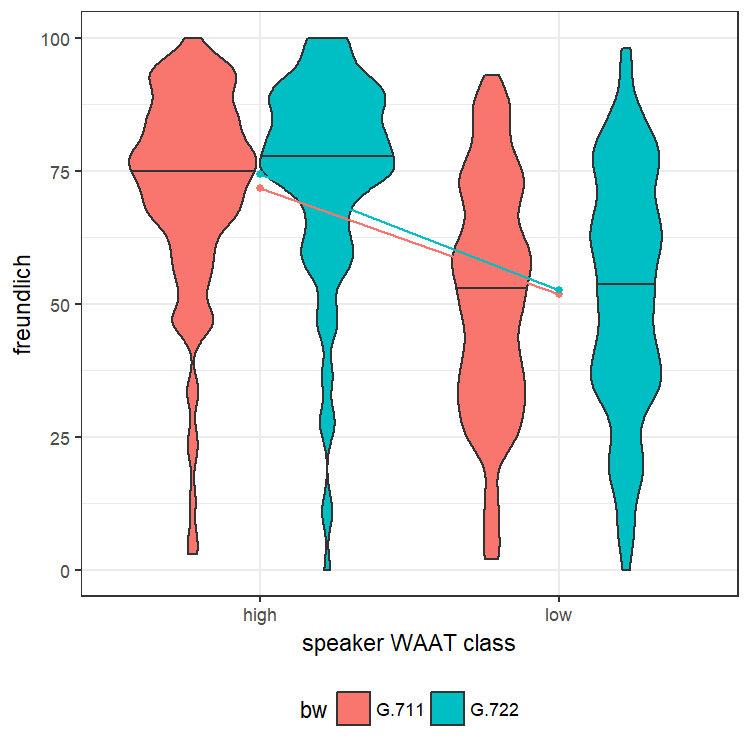 100
75
50
25
0
freundlich
high low
speaker WAAT class
bw G.711 G.722